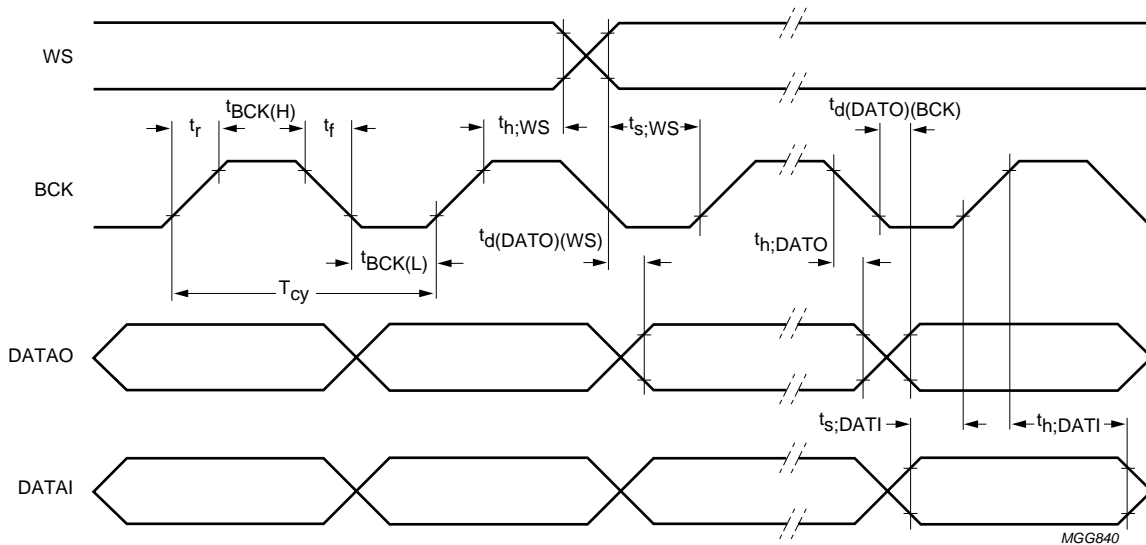 WS
tBCK(H)
tr
tf
th;WS
ts;WS
td(DATO)(BCK)
BCK
td(DATO)(WS)
th;DATO
tBCK(L)
Tcy
DATAO
ts;DATI
th;DATI
DATAI
MGG840